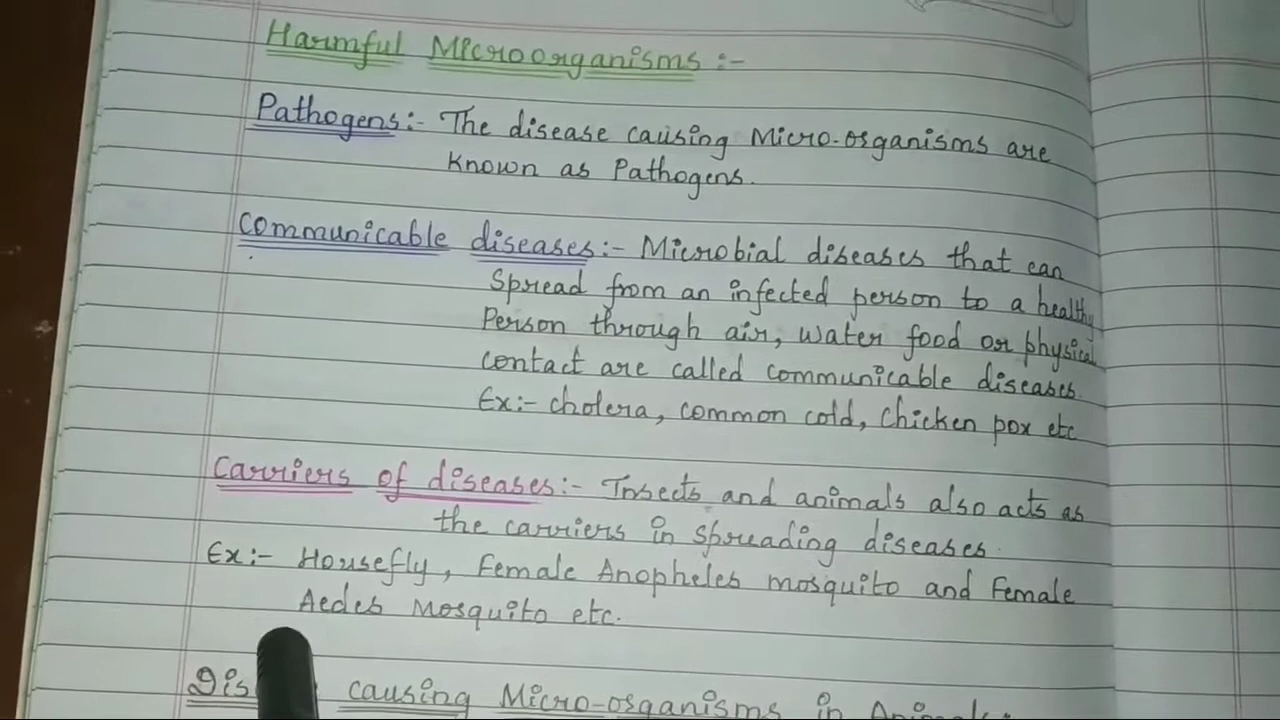 Harmful Microorganisms :-
Pathogens:- The disease causing Micro-organisms are
known as Pathogens.
Communicable diseases:- Microbial diseases that can
Spread from an infected person to a healthy
Person through air, water food or physical
contact are called communicable diseases.
Ex:- cholera, common cold, chicken pox etc
Carriers of diseases:- Insects and animals also acts as
the carriers in spreading diseases.
Ex:- Housefly, Female Anopheles mosquito and Female
Aedes Mosquito etc.
causing Micro-organisms in